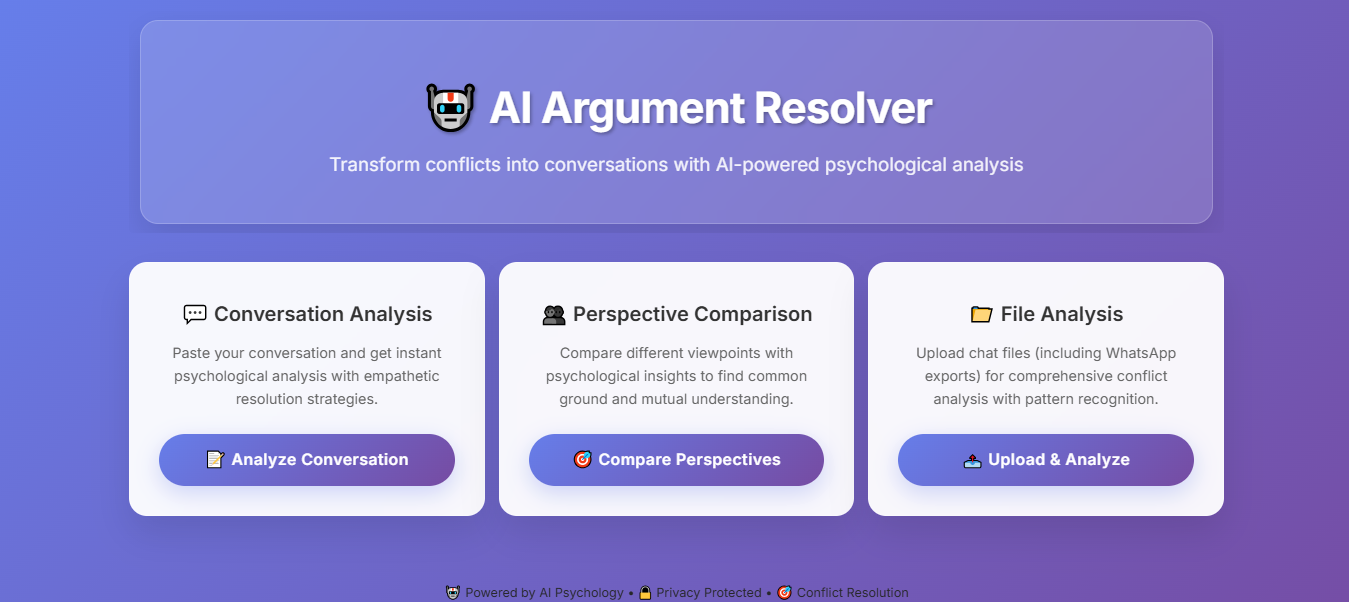 AI Argument Resolver
Transform conflicts into conversations with AI-powered psychological analysis
Conversation Analysis
Paste your conversation and get instant
psychological analysis with empathetic
resolution strategies.
Analyze Conversation
Perspective Comparison
Compare different viewpoints with
psychological insights to find common
ground and mutual understanding.
Compare Perspectives
File Analysis
Upload chat files (including WhatsApp
exports) for comprehensive conflict
analysis with pattern recognition.
Upload & Analyze
Powered by AI Psychology • Privacy Protected • Conflict Resolution